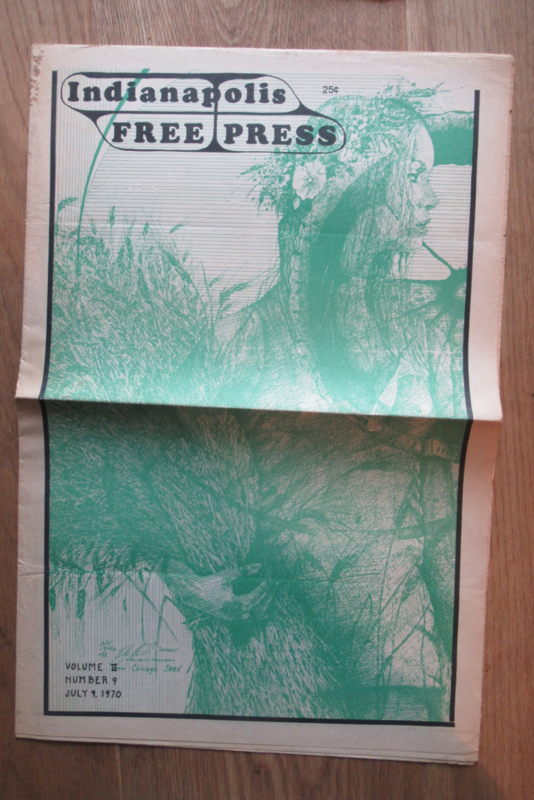 Indianapolis
25¢
FREE PRESS
VOLUME II
Chicago Seed
NUMBER 9
JULY 9, 1970